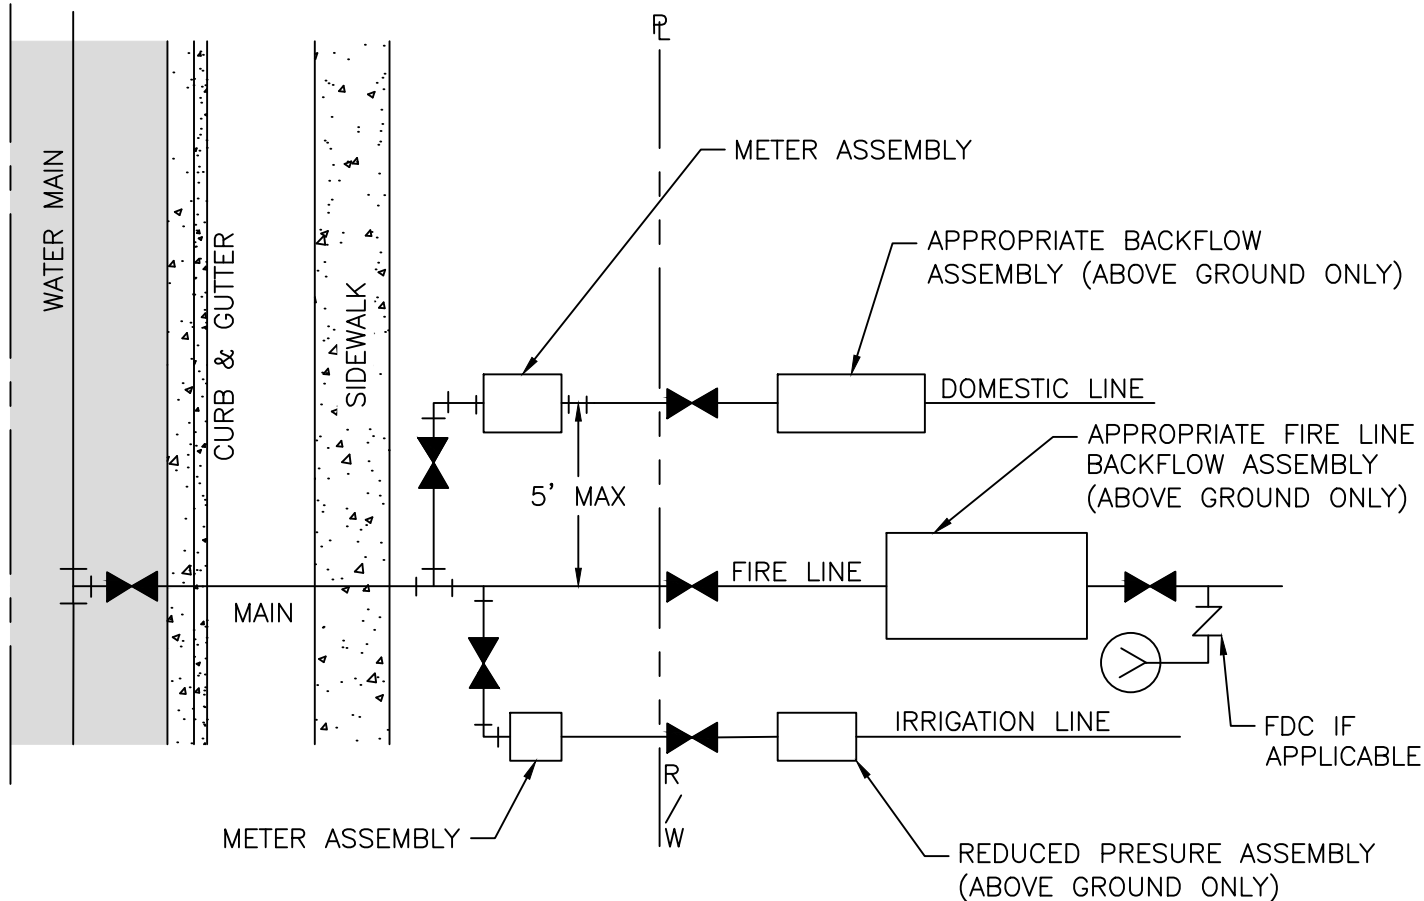 PL
METER ASSEMBLY
WATER MAIN
CURB & GUTTER
SIDEWALK
APPROPRIATE BACKFLOW
ASSEMBLY (ABOVE GROUND ONLY)
DOMESTIC LINE
APPROPRIATE FIRE LINE
BACKFLOW ASSEMBLY
(ABOVE GROUND ONLY)
5' MAX
FIRE LINE
MAIN
IRRIGATION LINE
FDC IF
APPLICABLE
R/W
METER ASSEMBLY
REDUCED PRESURE ASSEMBLY
(ABOVE GROUND ONLY)